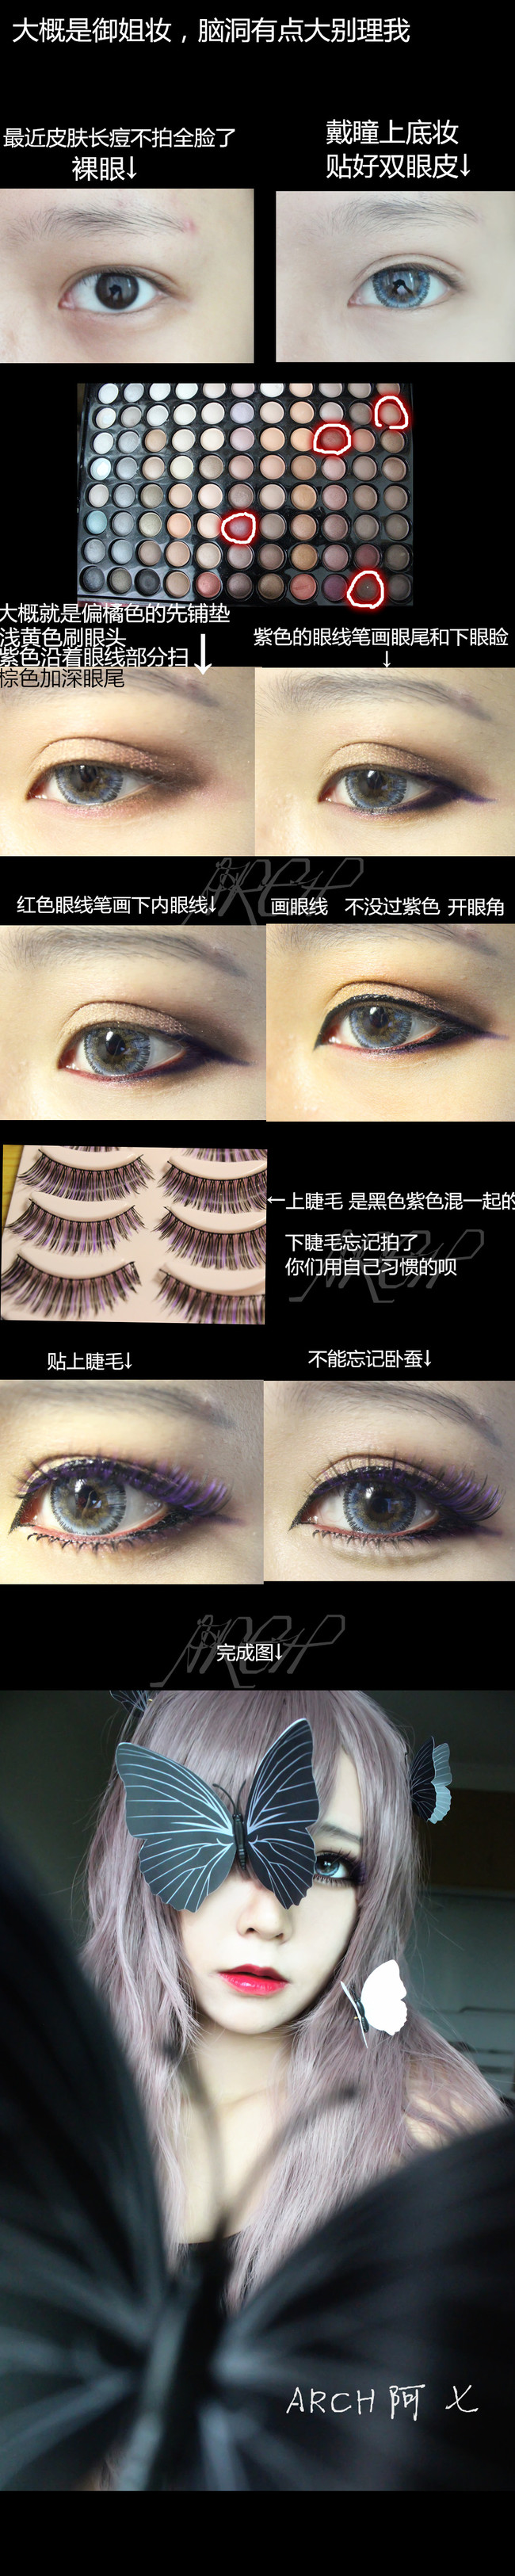 大概是御姐妆，脑洞有点大别理我
最近皮肤长痘不拍全脸了
裸眼↓
戴瞳上底妆
贴好双眼皮↓
大概就是偏橘色的先铺垫
浅黄色刷眼头
紫色沿着眼线部分扫
棕色加深眼尾
↓
紫色的眼线笔画眼尾和下眼睑
↓
ARCH
红色眼线笔画下内眼线↓
画眼线 不没过紫色 开眼角
←上睫毛 是黑色紫色混一起的
下睫毛忘记拍了
你们用自己习惯的呗
ARCH
贴上睫毛↓
不能忘记卧蚕↓
ARCH
完成图↓
ARCH 阿